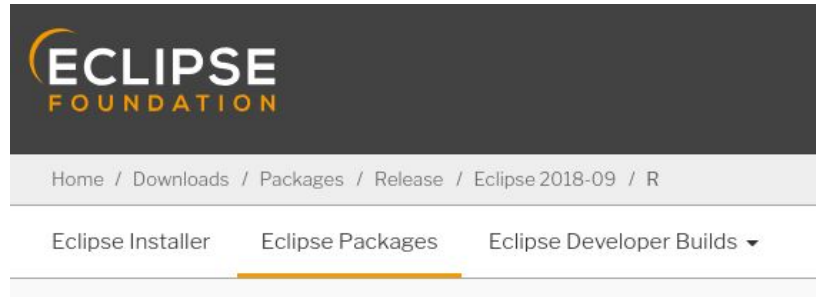 ECLIPSE
FOUNDATION
Home / Downloads / Packages / Release / Eclipse 2018-09 / R
Eclipse Installer Eclipse Packages Eclipse Developer Builds